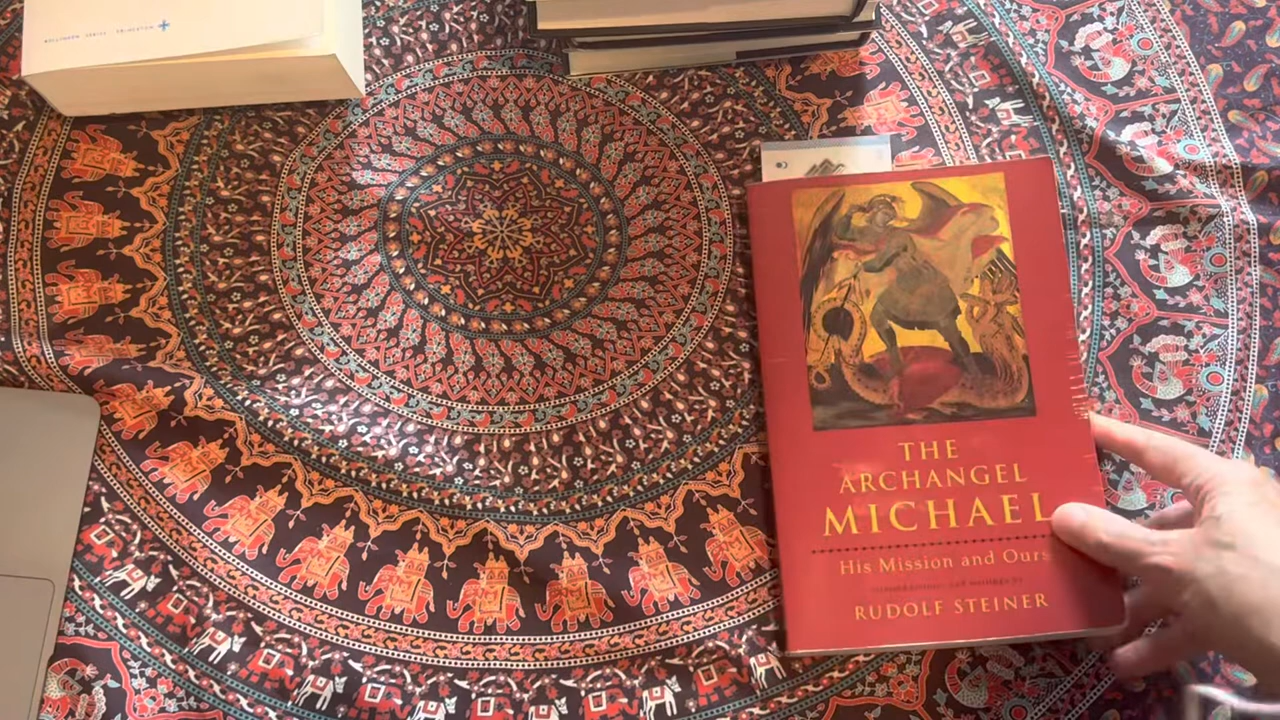 THE
ARCHANGEL
MICHAEL
His Mission and Ours
RUDOLF STEINER